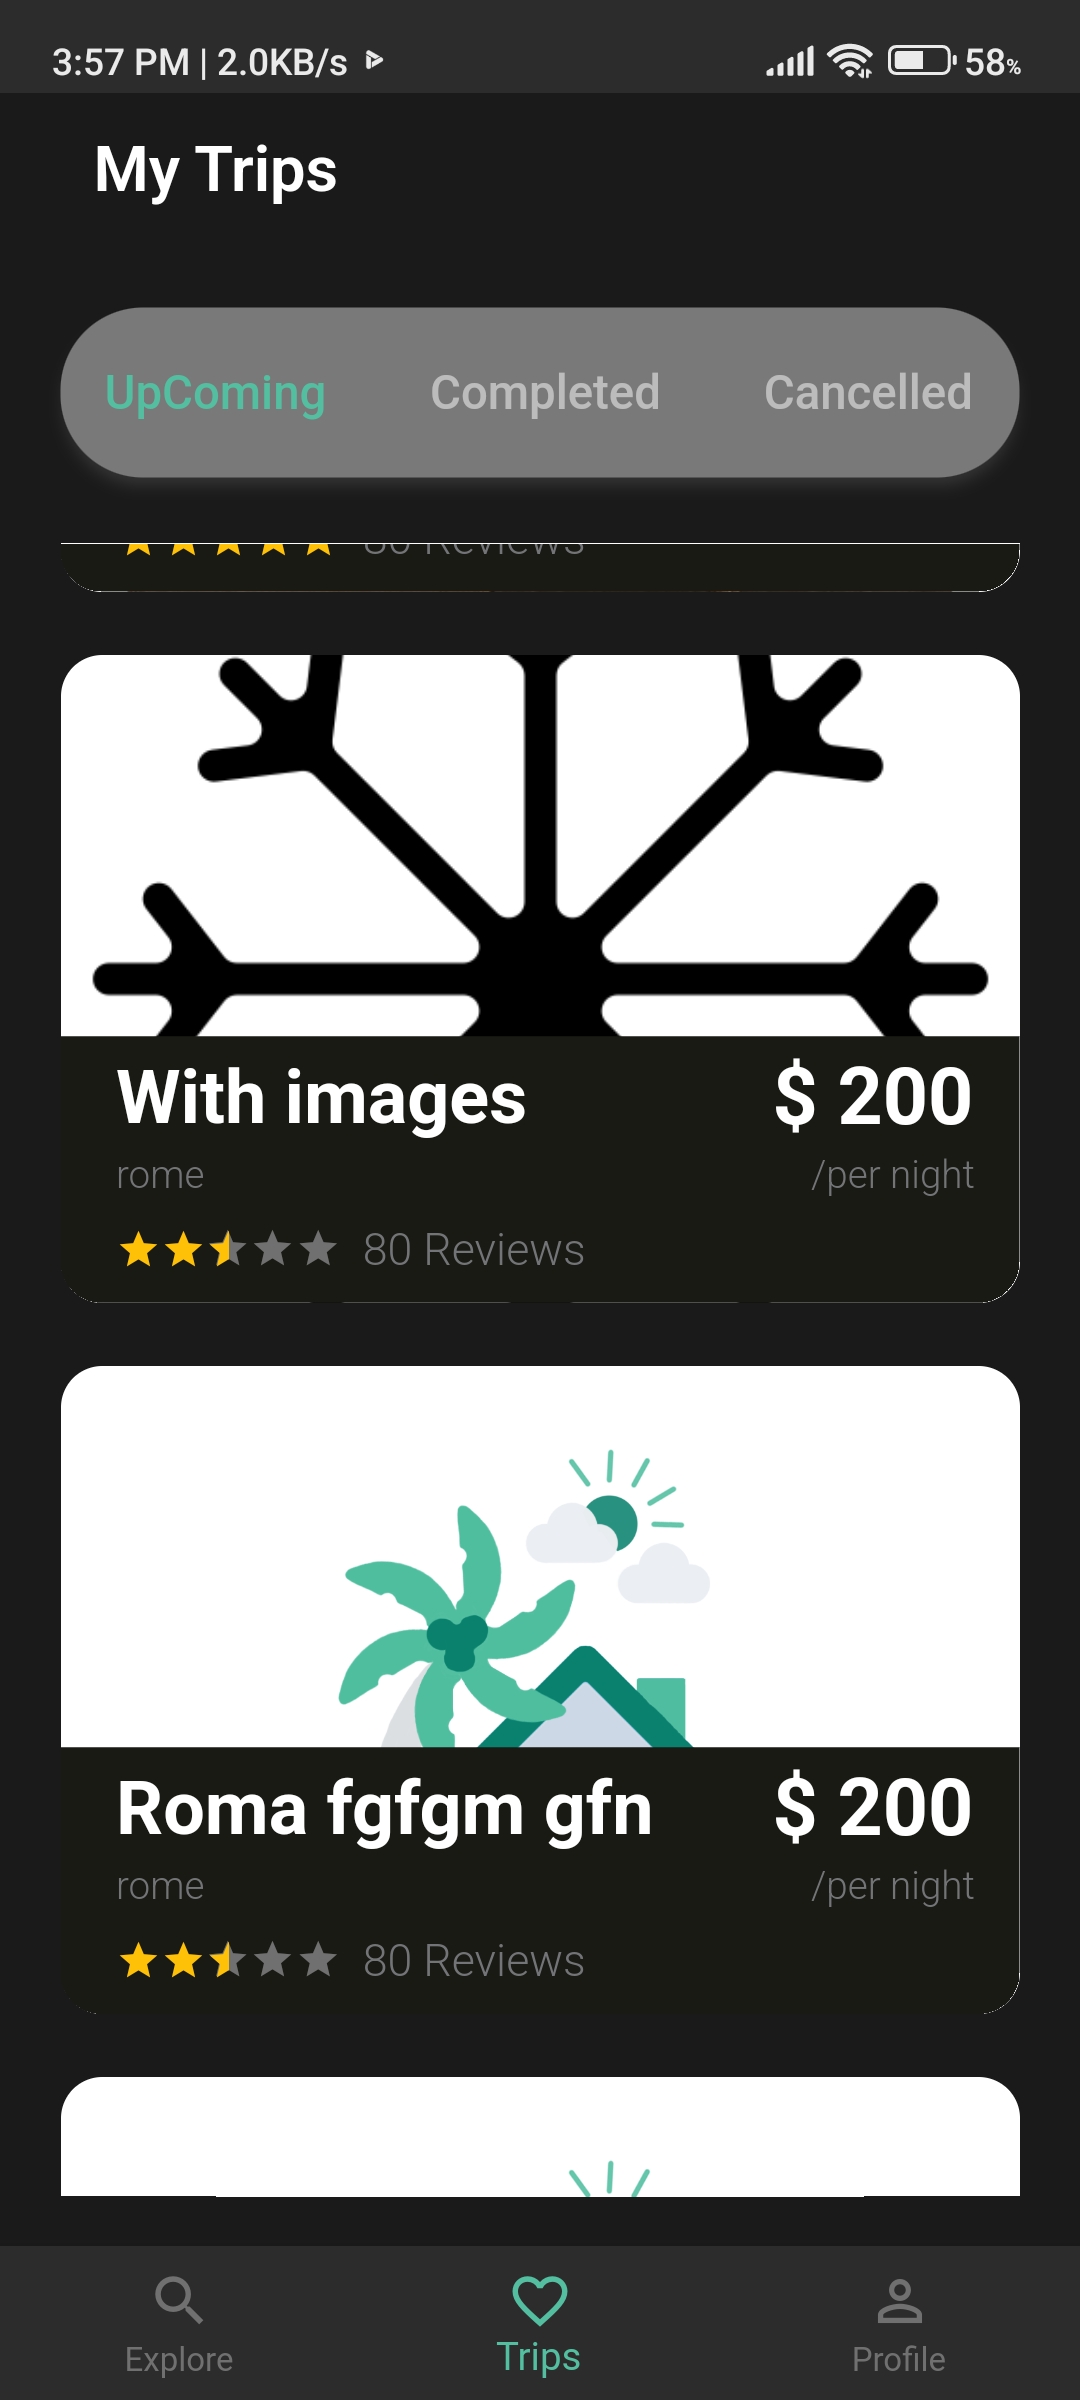 3:57 PM | 2.0KB/s
58%
My Trips
UpComing Completed Cancelled
80 Reviews
With images $ 200
rome /per night
80 Reviews
Roma fgfgm gfn $ 200
rome /per night
80 Reviews
Explore Trips Profile